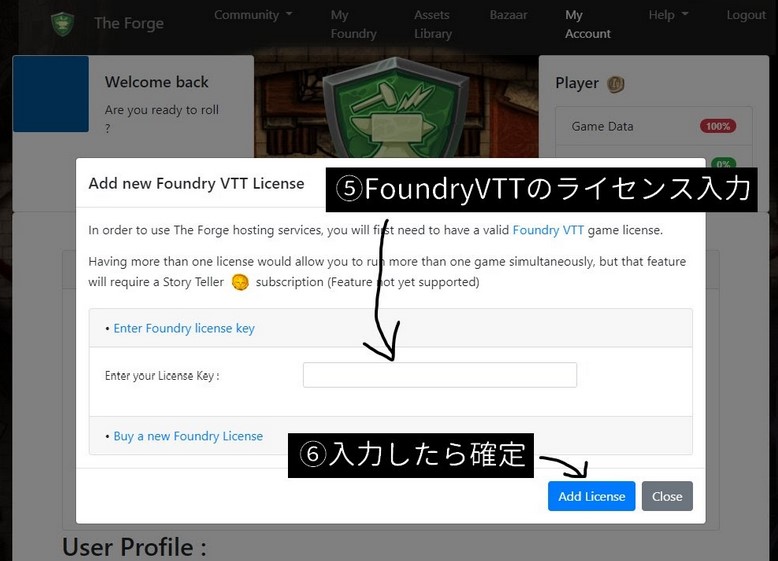 The Forge
Community
My
Foundry
Assets
Library
Bazaar
My
Account
Help
Logout
Welcome back
Are you ready to roll
?
Player
Game Data
100%
0%
Add new Foundry VTT License
⑤FoundryVTTのライセンス入力
In order to use The Forge hosting services, you will first need to have a valid Foundry VTT game license.
Having more than one license would allow you to run more than one game simultaneously, but that feature
will require a Story Teller subscription (Feature not yet supported)
• Enter Foundry license key
Enter your License Key :
• Buy a new Foundry License
⑥入力したら確定
Add License
Close
User Profile :